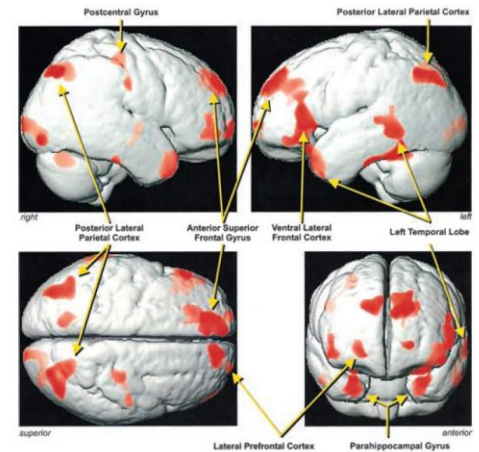 Postcentral Gyrus
Posterior Lateral Parietal Cortex
right
left
Posterior Lateral
Parietal Cortex
Anterior Superior
Frontal Gyrus
Ventral Lateral
Frontal Cortex
Left Temporal Lobe
superior
anterior
Lateral Prefrontal Cortex
Parahippocampal Gyrus